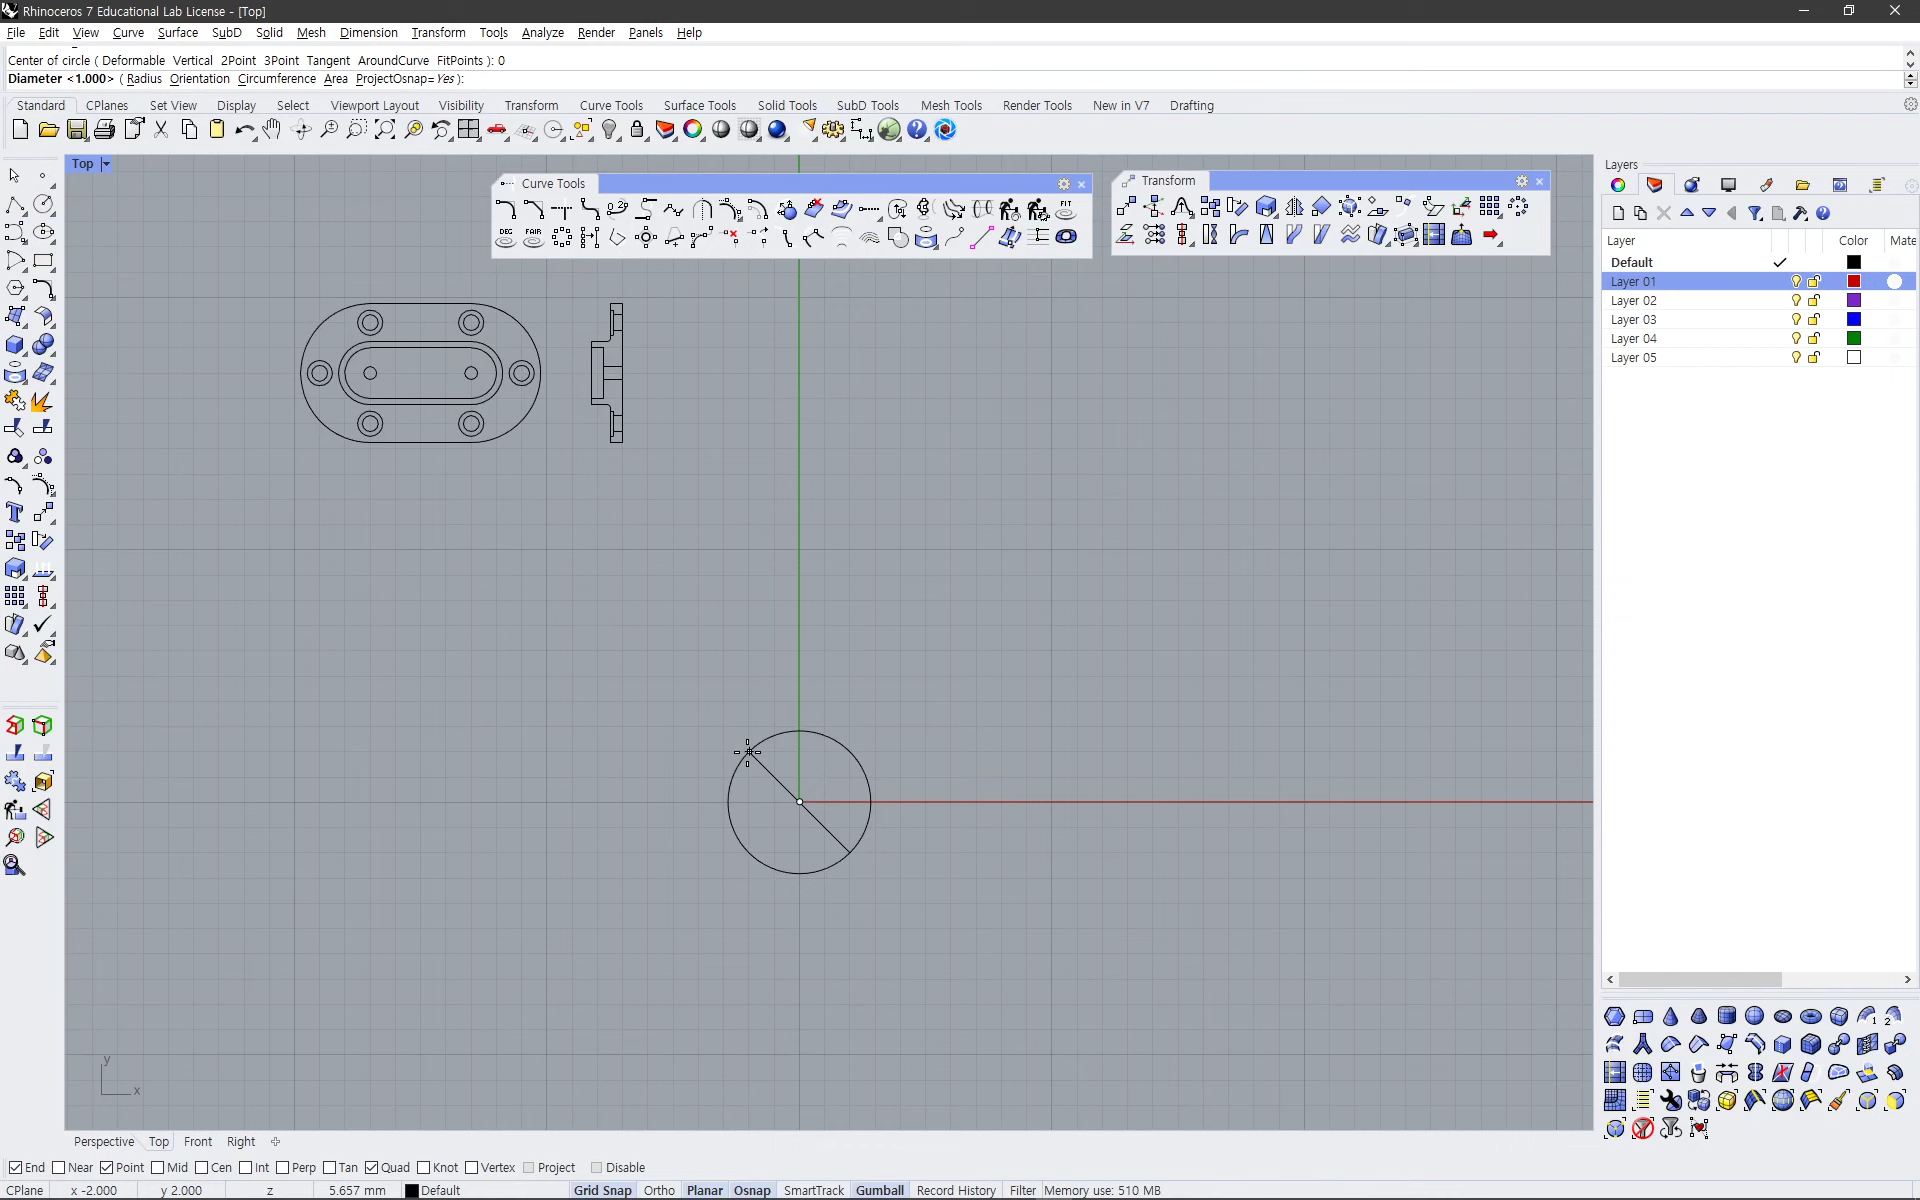 Rhinoceros 7 Educational Lab License - [Top]
File Edit View Curve Surface SubD Solid Mesh Dimension Transform Tools Analyze Render Panels Help
Center of circle ( Deformable Vertical 2Point 3Point Tangent AroundCurve FitPoints ): 0
Diameter <1.000> ( Radius Orientation Circumference Area ProjectOsnap=Yes ):
Standard CPlanes Set View Display Select Viewport Layout Visibility Transform Curve Tools Surface Tools Solid Tools SubD Tools Mesh Tools Render Tools New in V7 Drafting
Top
Curve Tools
Transform
FIT
DEG FAIR
Layers
Layer Color Mate
Default
Layer 01
Layer 02
Layer 03
Layer 04
Layer 05
y
x
Perspective Top Front Right
End Near Point Mid Cen Int Perp Tan Quad Knot Vertex Project Disable
CPlane x -2.000 y 2.000 z 5.657 mm Default Grid Snap Ortho Planar Osnap SmartTrack Gumball Record History Filter Memory use: 510 MB